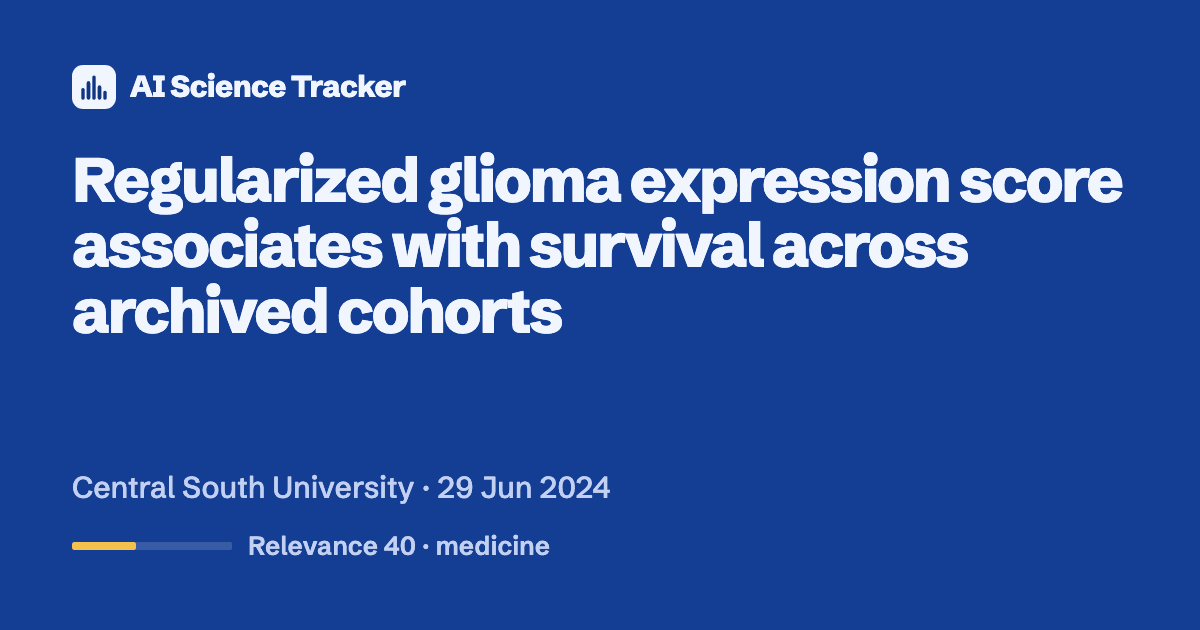 AI Science Tracker
Regularized glioma expression score
associates with survival across
archived cohorts
Central South University · 29 Jun 2024
Relevance 40 · medicine